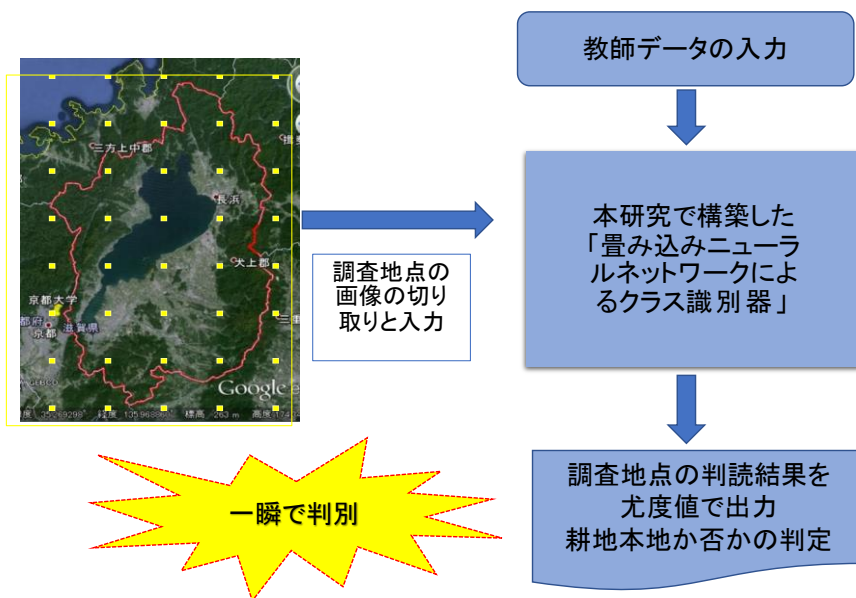 教師データの入力
三方上中郡
長浜
犬上郡
京都大学
京都
滋賀県
Google
標高
263 m
調査地点の
画像の切り
取りと入力
本研究で構築した
「畳み込みニューラ
ルネットワークによ
るクラス識別器」
一瞬で判別
調査地点の判読結果を
尤度値で出力
耕地本地か否かの判定